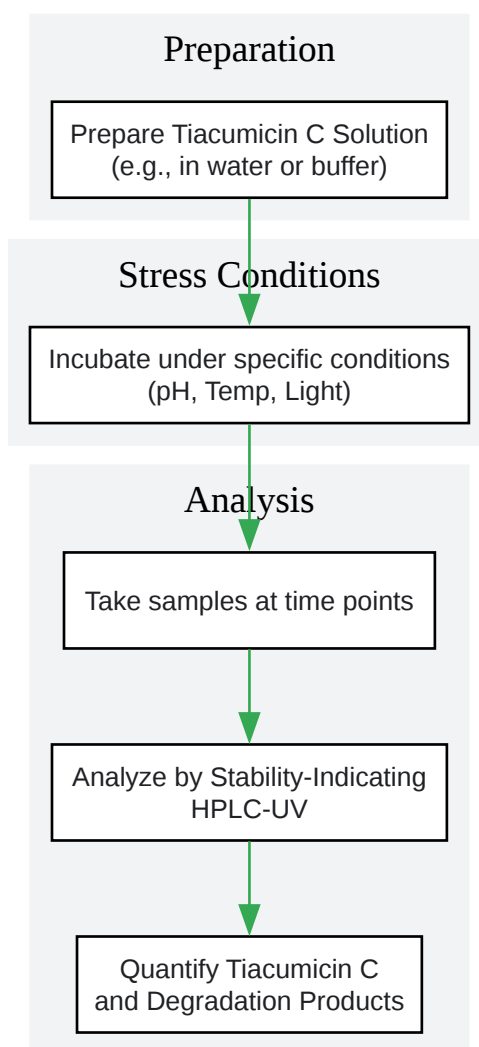 Preparation
Prepare Tiacumicin C Solution
(e.g., in water or buffer)
Stress Conditions
Incubate under specific conditions
(pH, Temp, Light)
Analysis
Take samples at time points
Analyze by Stability-Indicating
HPLC-UV
Quantify Tiacumicin C
and Degradation Products